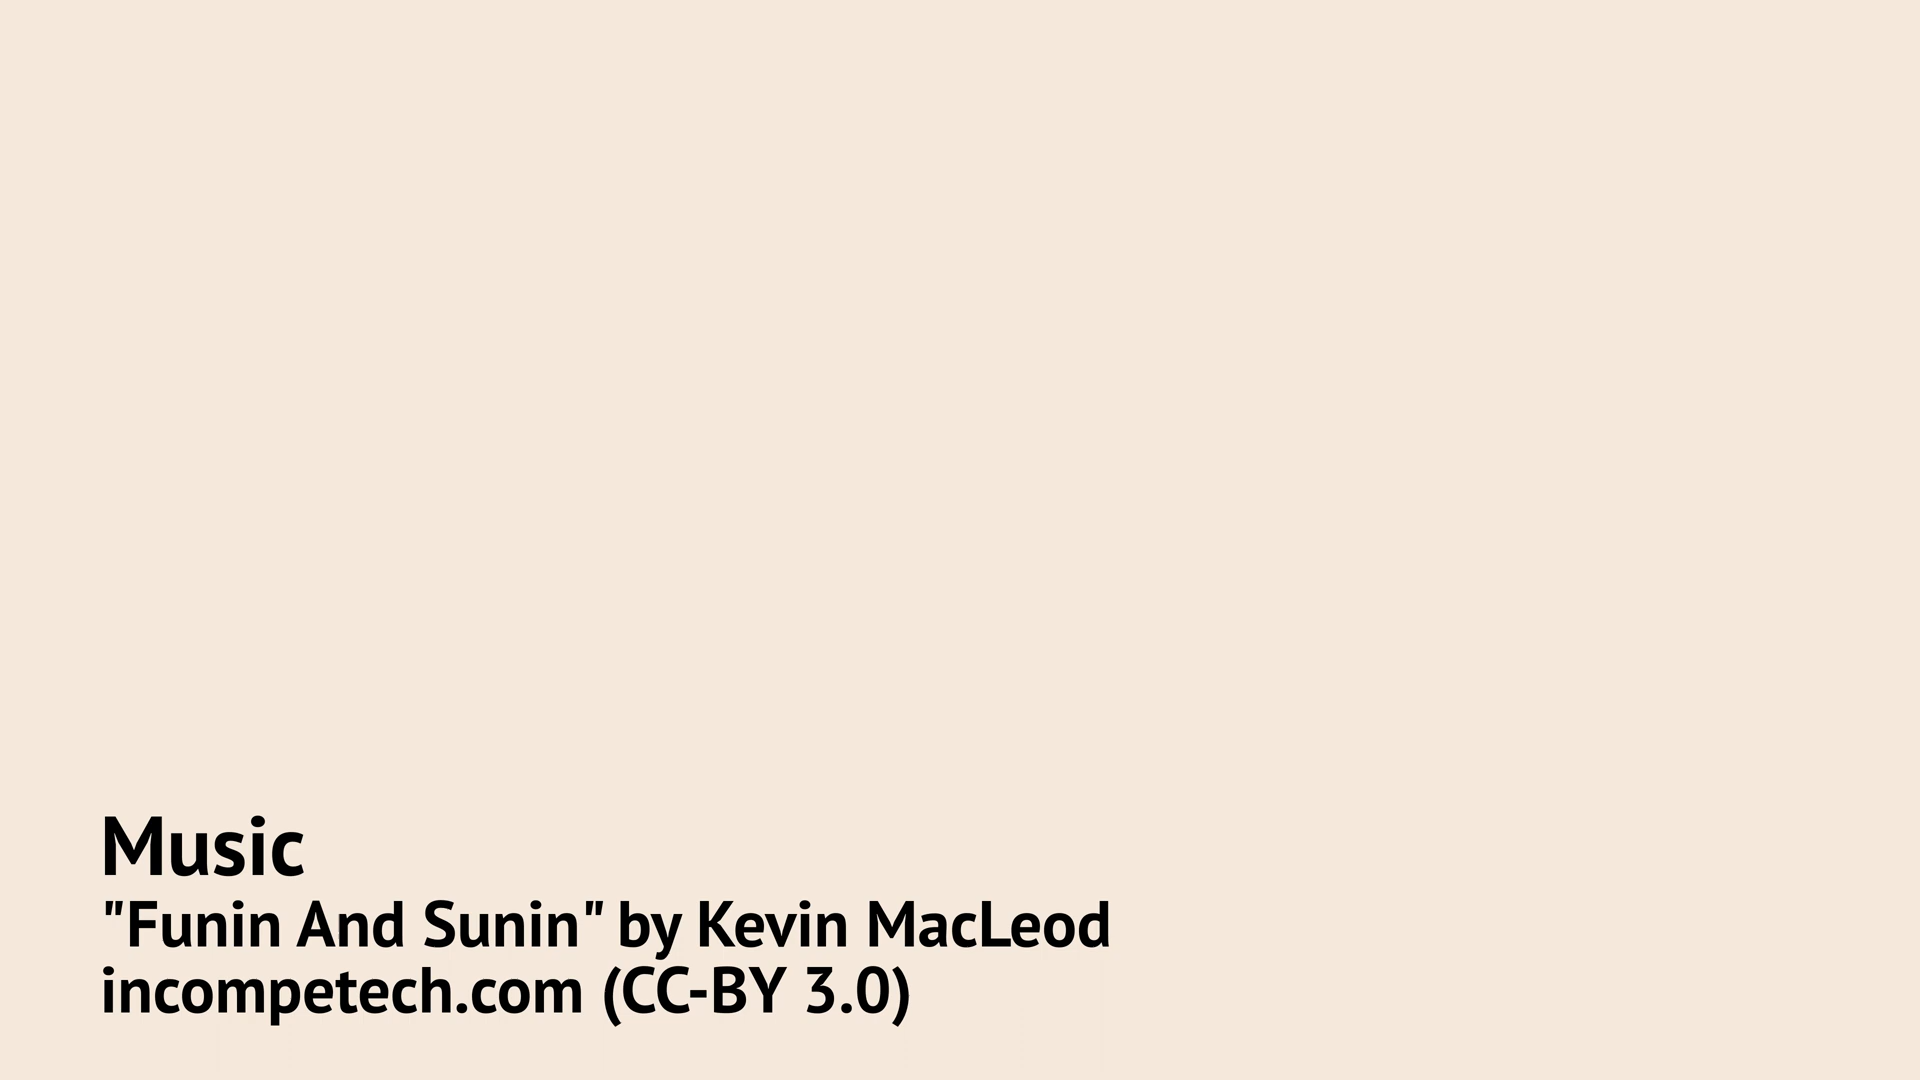 Music
"Funin And Sunin" by Kevin MacLeod
incompetech.com (CC-BY 3.0)